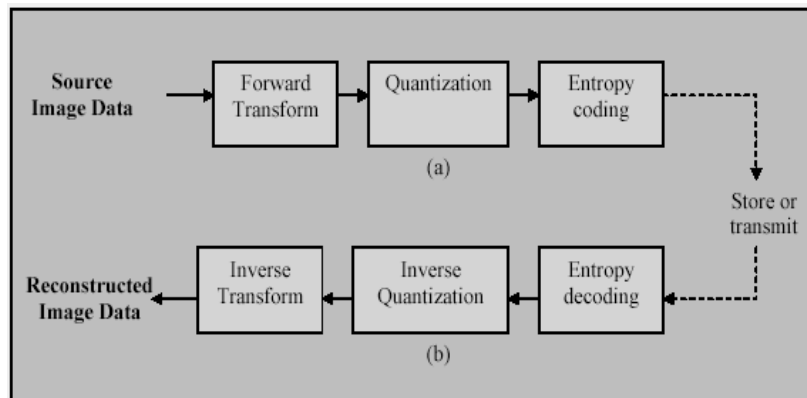 Source
Image Data
Forward
Transform
Quantization
Entropy
coding
(a)
Store or
transmit
Reconstructed
Image Data
Inverse
Transform
Inverse
Quantization
Entropy
decoding
(b)